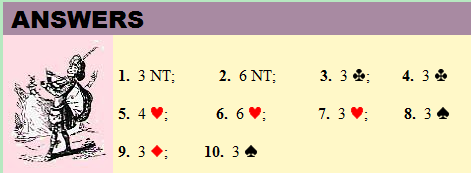 ANSWERS
1. 3 NT; 2. 6 NT; 3. 3 ♣; 4. 3 ♣
5. 4 ♥; 6. 6 ♥; 7. 3 ♥; 8. 3 ♠
9. 3 ♦; 10. 3 ♠